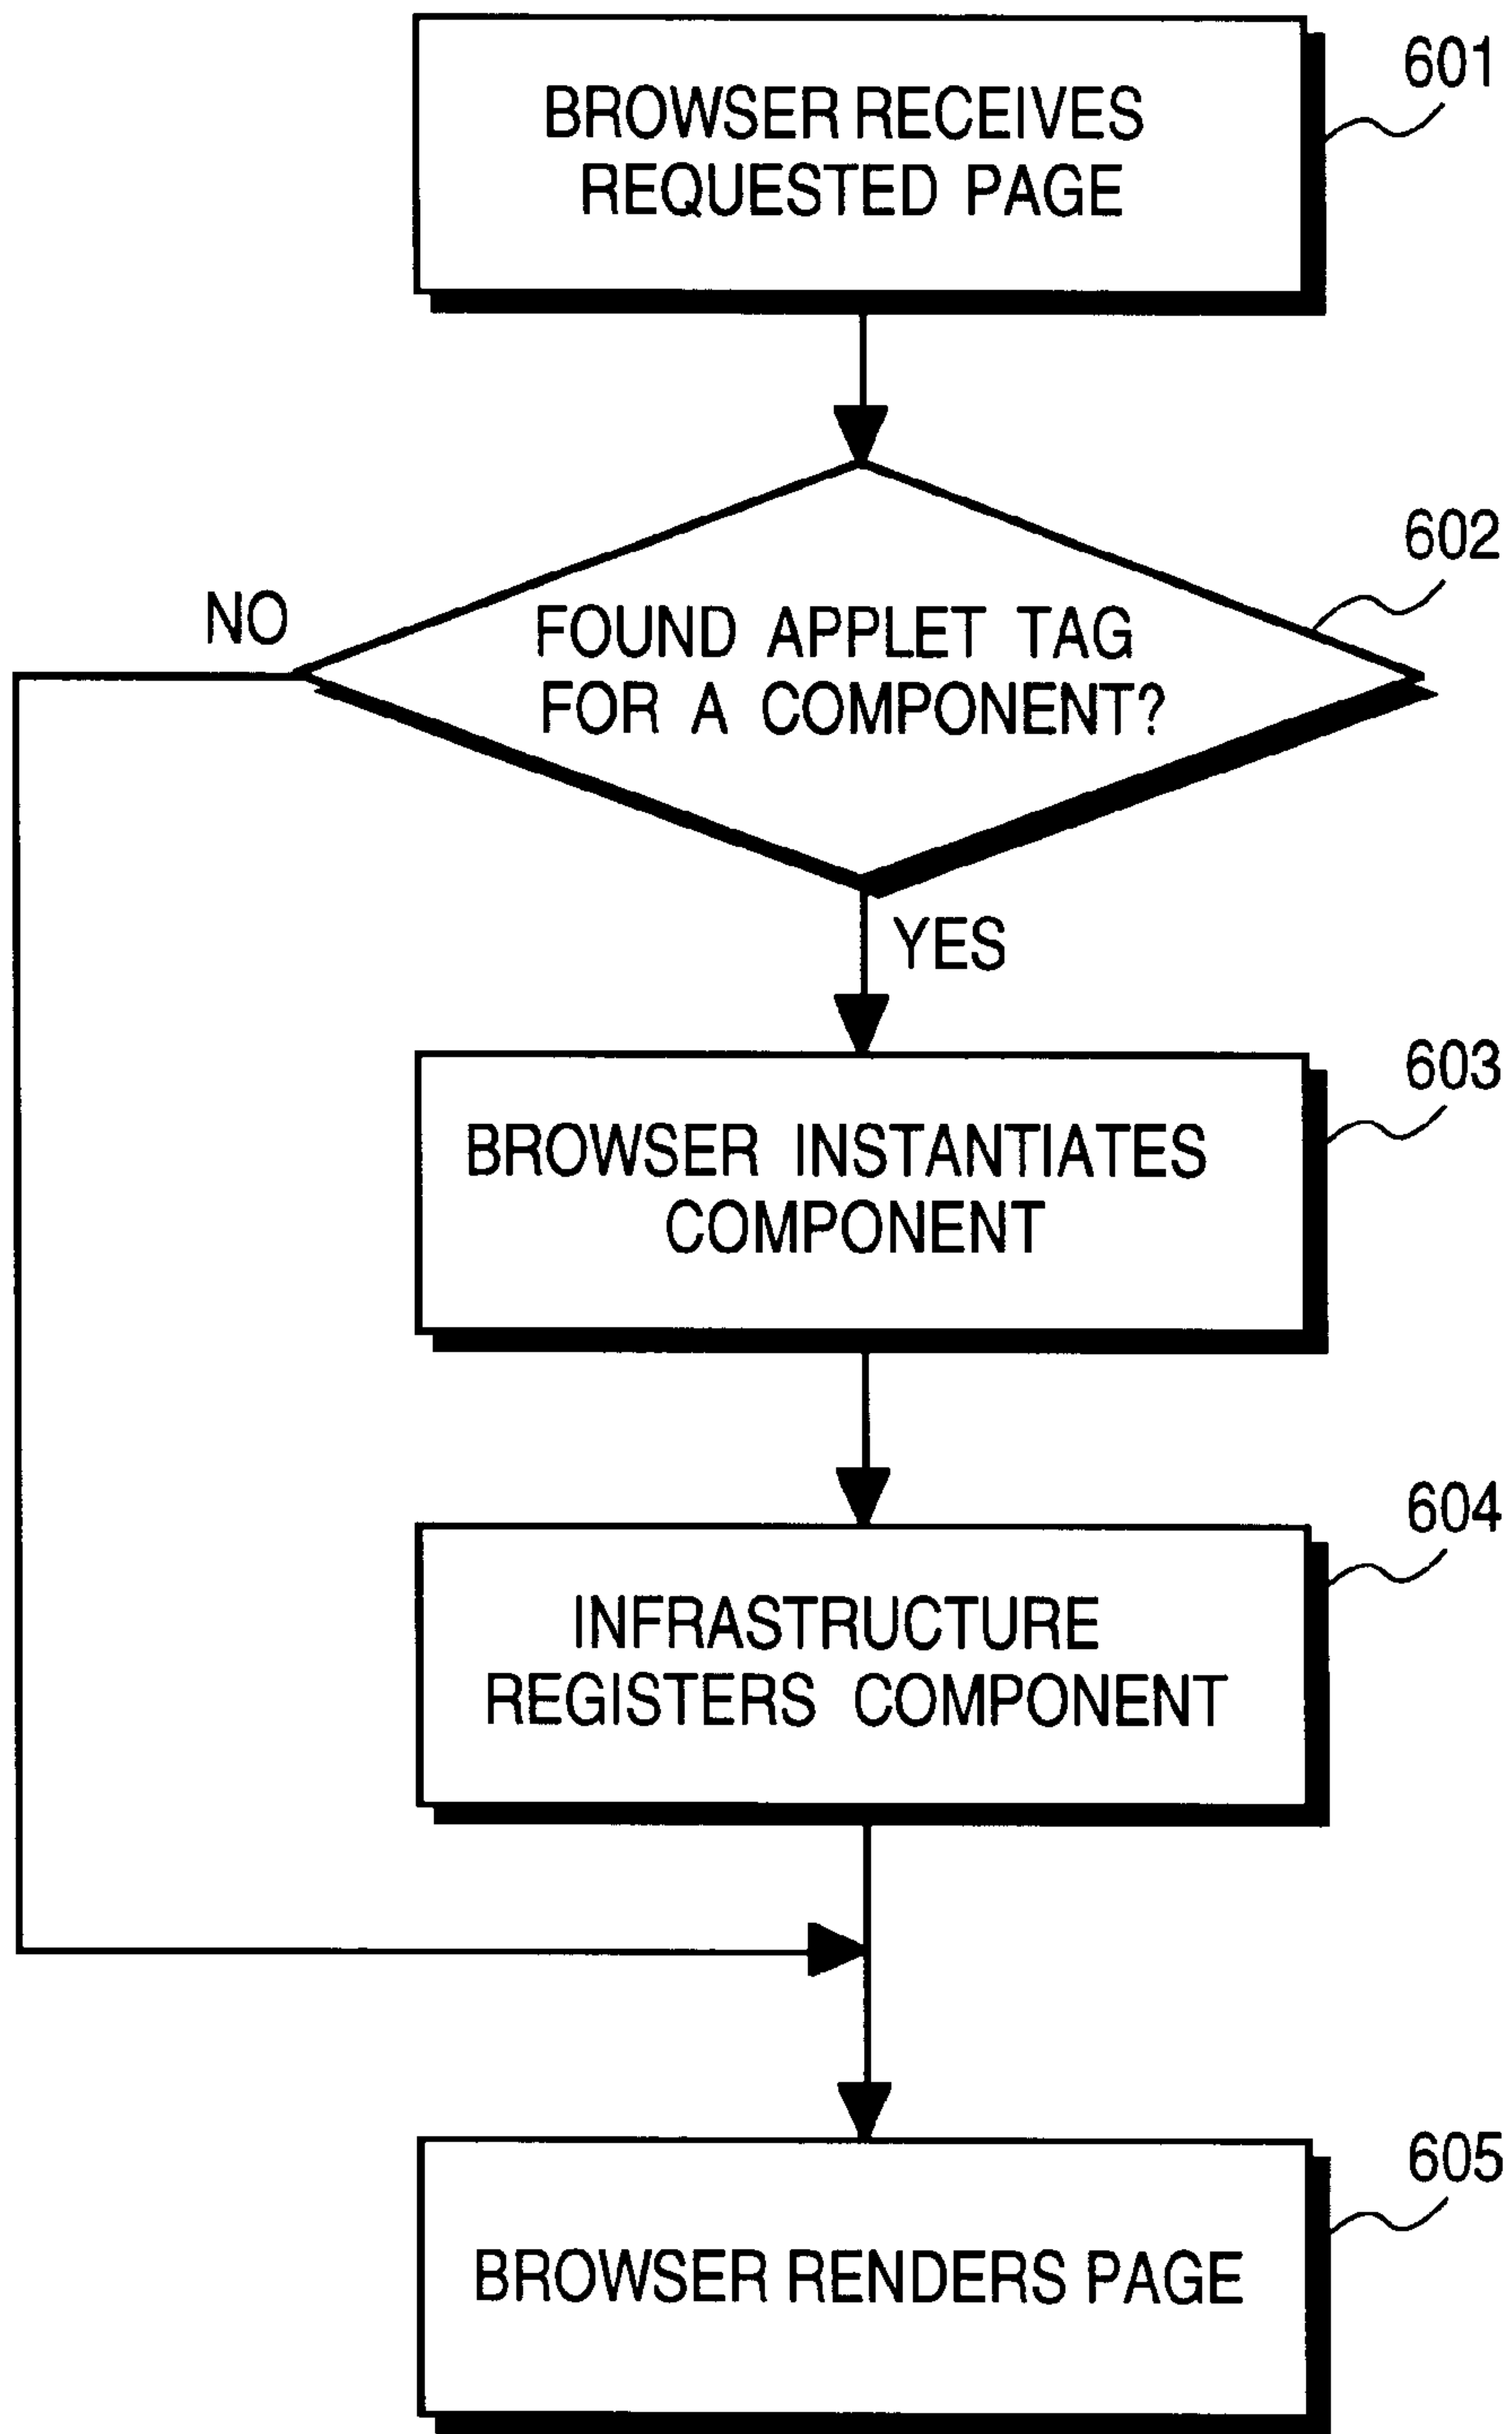 BROWSER RECEIVES
REQUESTED PAGE
601
FOUND APPLET TAG
FOR A COMPONENT?
602
NO
YES
BROWSER INSTANTIATES
COMPONENT
603
INFRASTRUCTURE
REGISTERS COMPONENT
604
BROWSER RENDERS PAGE
605